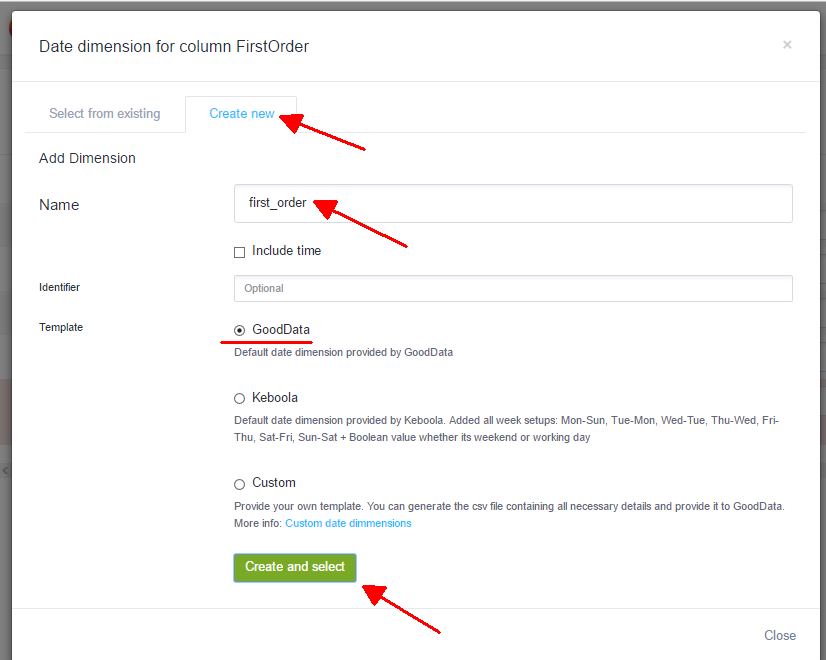 Date dimension for column FirstOrder
×
Select from existing
Create new
Add Dimension
Name
first_order
Include time
Identifier
Optional
Template
GoodData
Default date dimension provided by GoodData
Keboola
Default date dimension provided by Keboola. Added all week setups: Mon-Sun, Tue-Mon, Wed-Tue, Thu-Wed, Fri-
Thu, Sat-Fri, Sun-Sat + Boolean value whether its weekend or working day
Custom
Provide your own template. You can generate the csv file containing all necessary details and provide it to GoodData.
More info: Custom date dimmensions
Create and select
Close